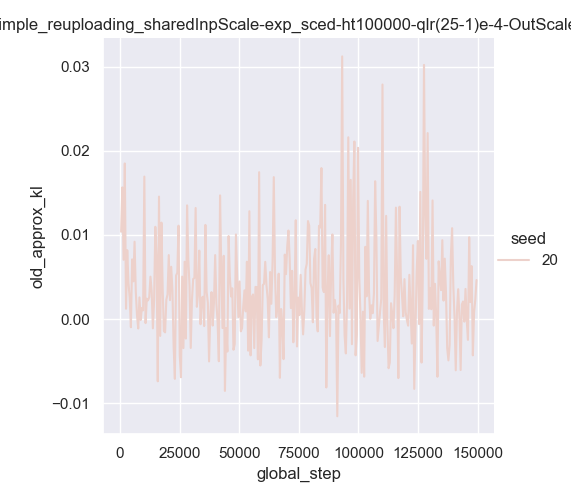 imple_reuploading_sharedInpScale-exp_sced-ht100000-qlr(25-1)e-4-OutScale
0.03
0.02
0.01
0.00
−0.01
old_approx_kl
0 25000 50000 75000 100000 125000 150000
global_step
seed
20